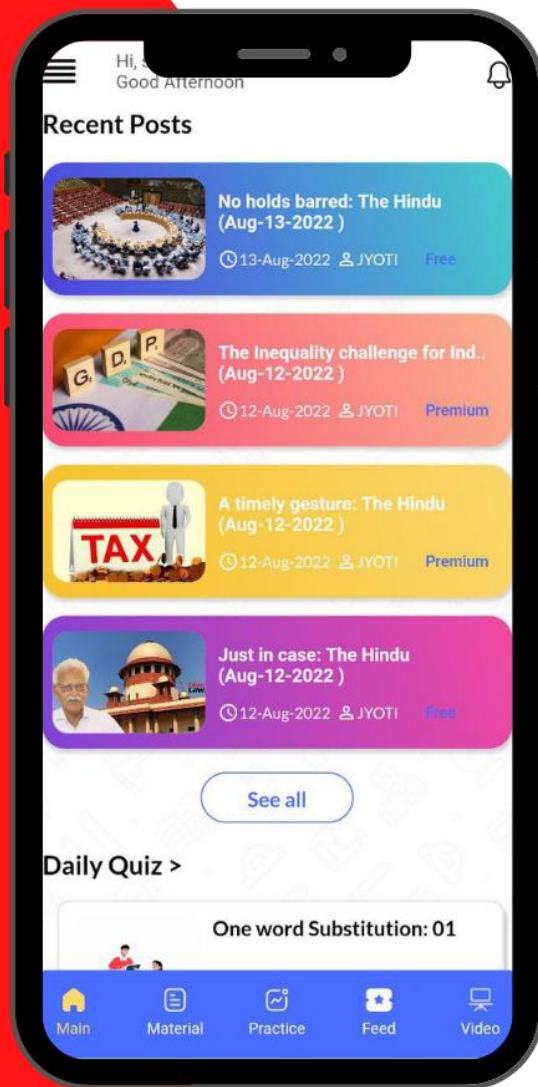 Hi,
Good Afternoon
Recent Posts
No holds barred: The Hindu
(Aug-13-2022 )
13-Aug-2022 JYOTI Free
G D P
The Inequality challenge for Ind..
(Aug-12-2022 )
12-Aug-2022 JYOTI Premium
TAX
A timely gesture: The Hindu
(Aug-12-2022 )
12-Aug-2022 JYOTI Premium
Just in case: The Hindu
(Aug-12-2022 )
12-Aug-2022 JYOTI Free
See all
Daily Quiz >
One word Substitution: 01
Main Material Practice Feed Video